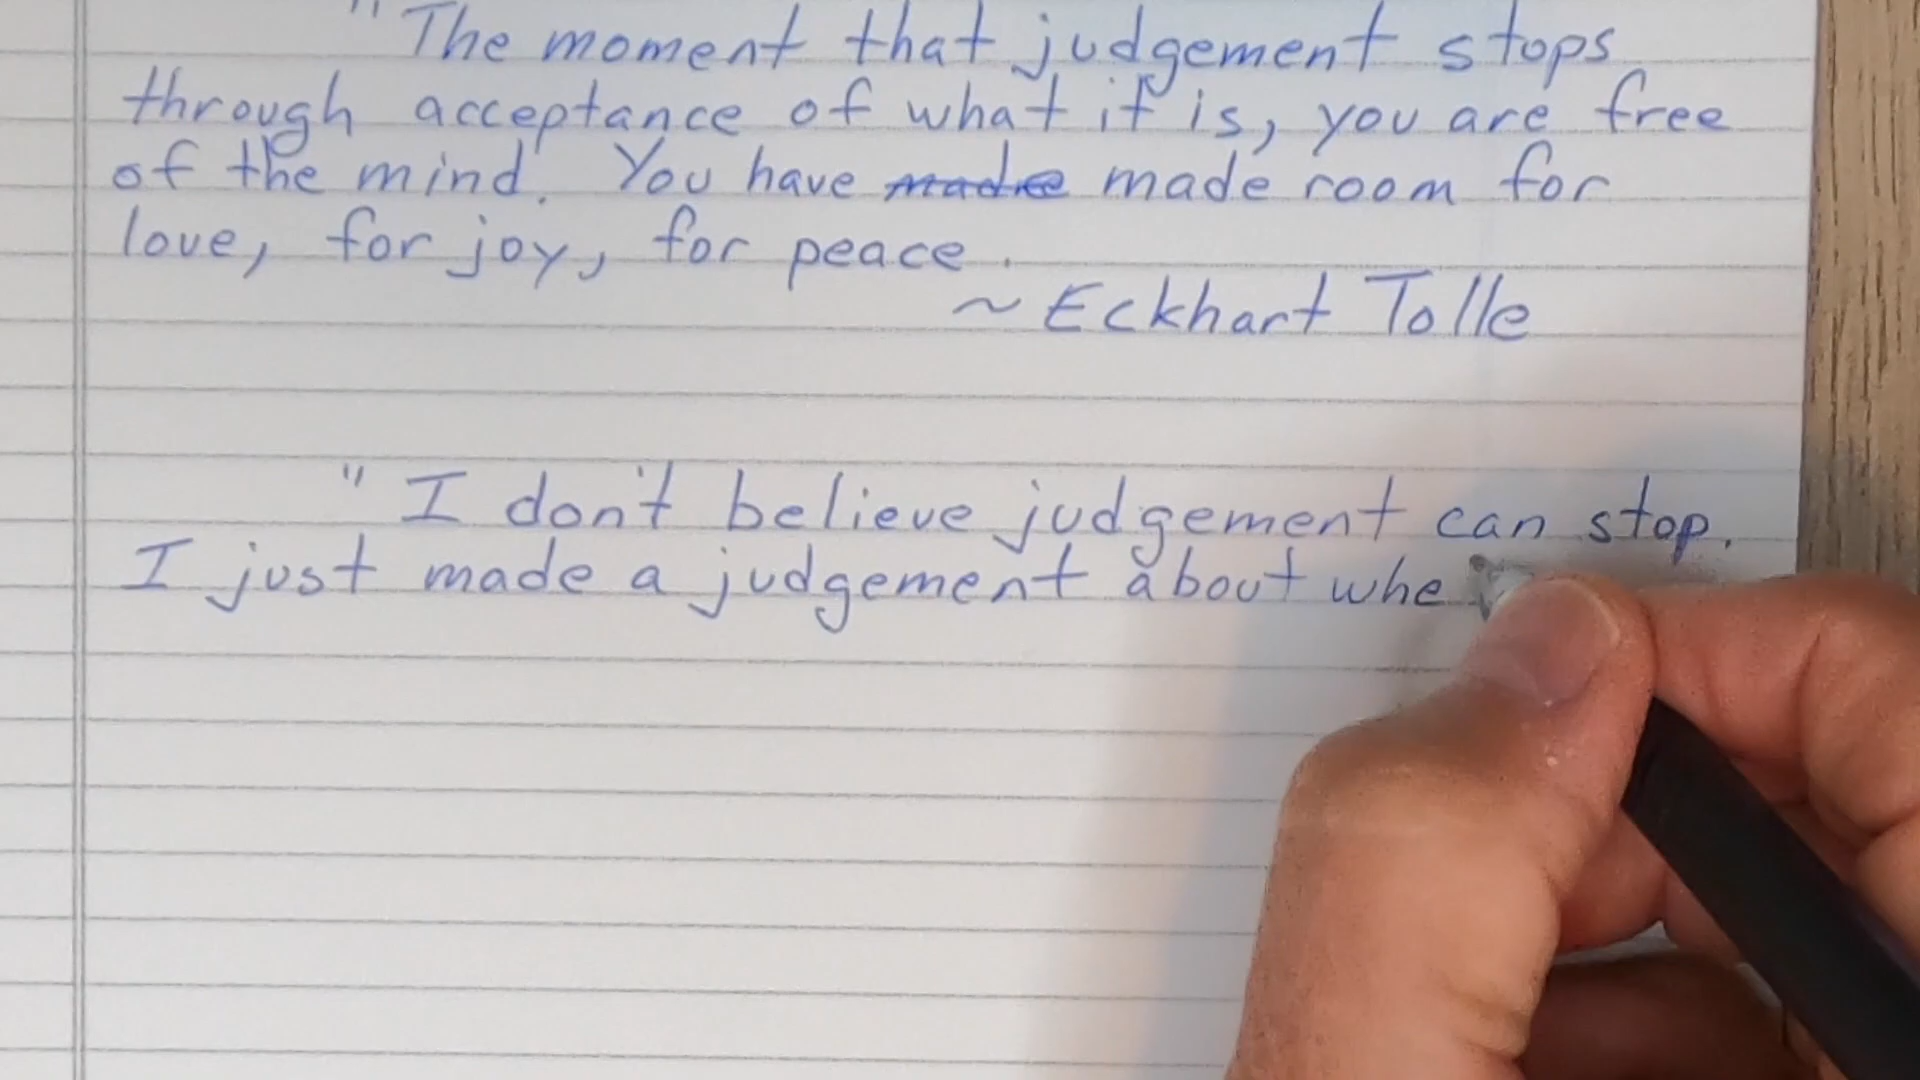 "The moment that judgement stops
through acceptance of what it is, you are free
of the mind. You have made made room for
love, for joy, for peace.
~ Eckhart Tolle
"I don't believe judgement can stop.
I just made a judgement about whe